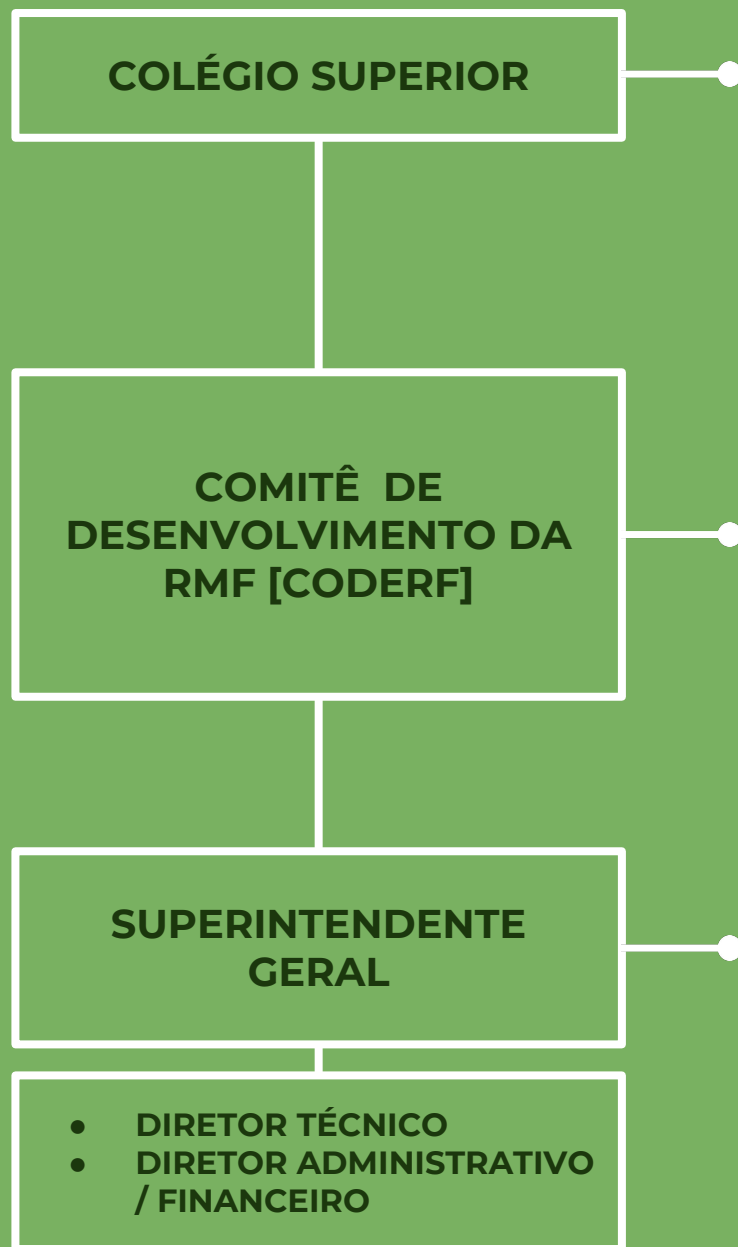 COLÉGIO SUPERIOR
COMITÊ DE
DESENVOLVIMENTO DA
RMF [CODERF]
SUPERINTENDENTE
GERAL
● DIRETOR TÉCNICO
● DIRETOR ADMINISTRATIVO
/ FINANCEIRO